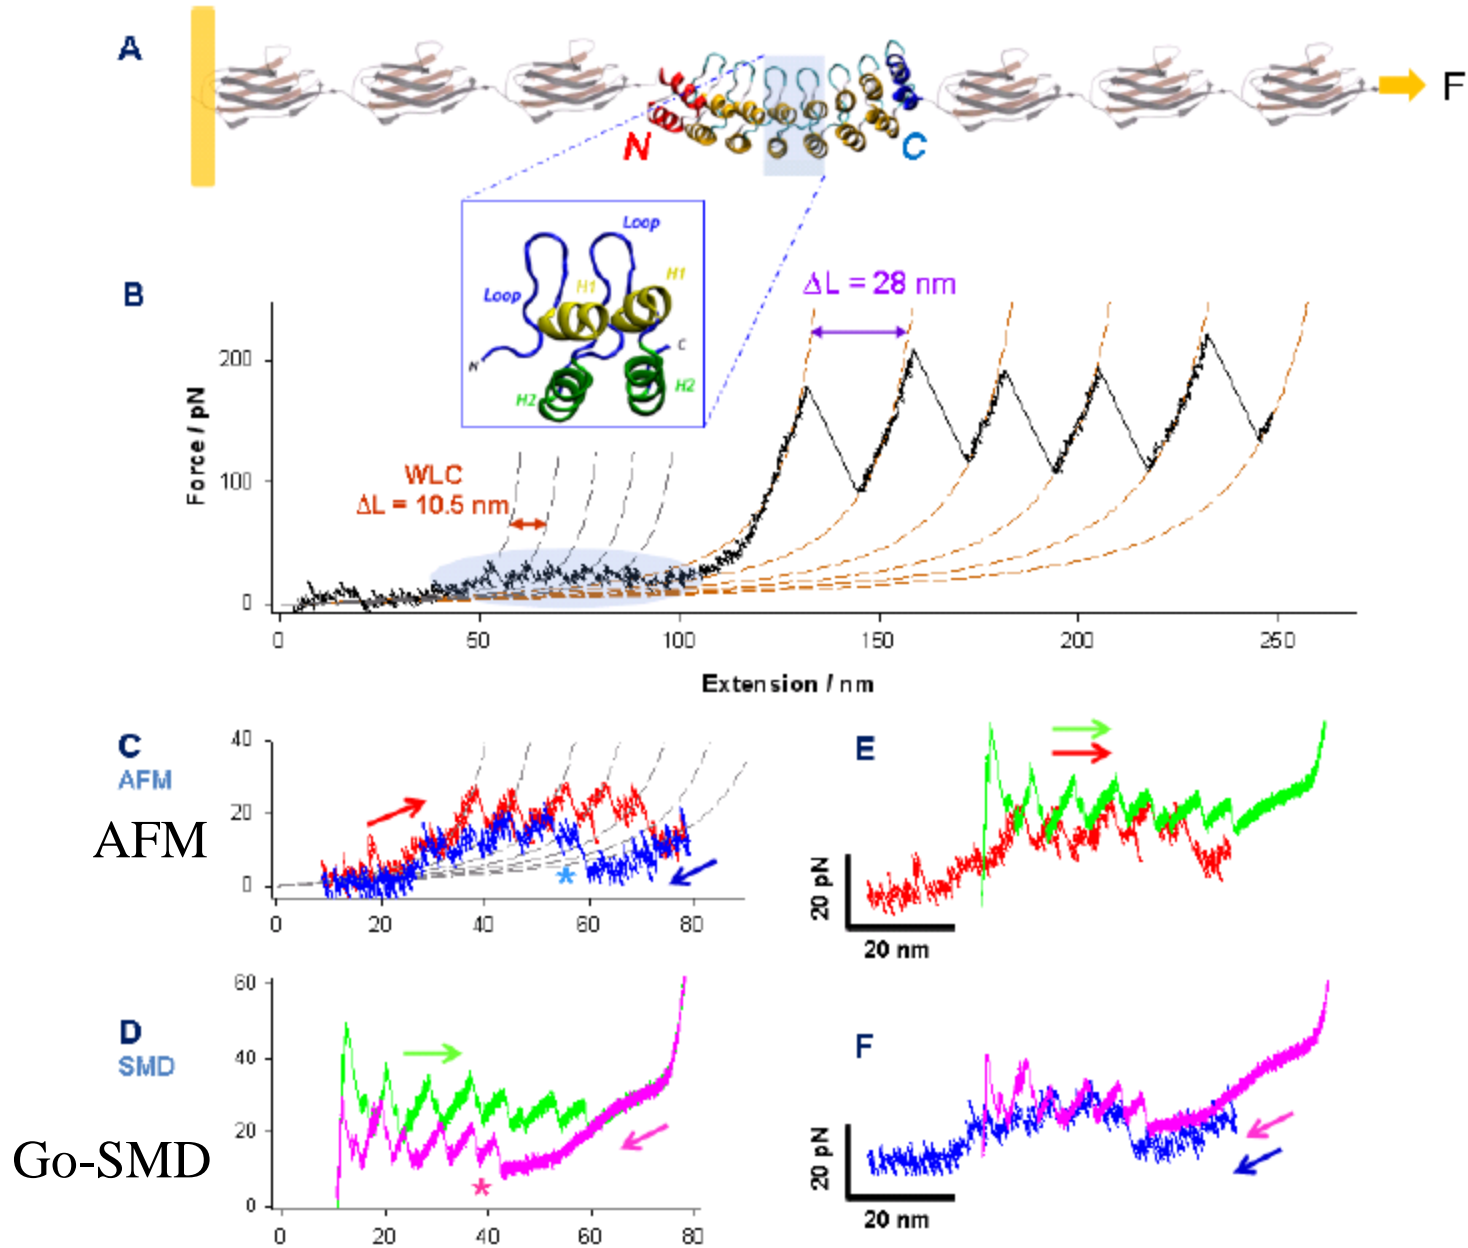 A
F
N
C
Loop
Loop
H1
H1
N
C
H2
H2
B
ΔL = 28 nm
WLC
ΔL = 10.5 nm
Force / pN
200
100
0
0
50
100
150
200
250
Extension / nm
C
AFM
AFM
40
20
0
0
20
40
60
80
*
E
20 pN
20 nm
D
SMD
Go-SMD
60
40
20
0
0
20
40
60
80
*
F
20 pN
20 nm